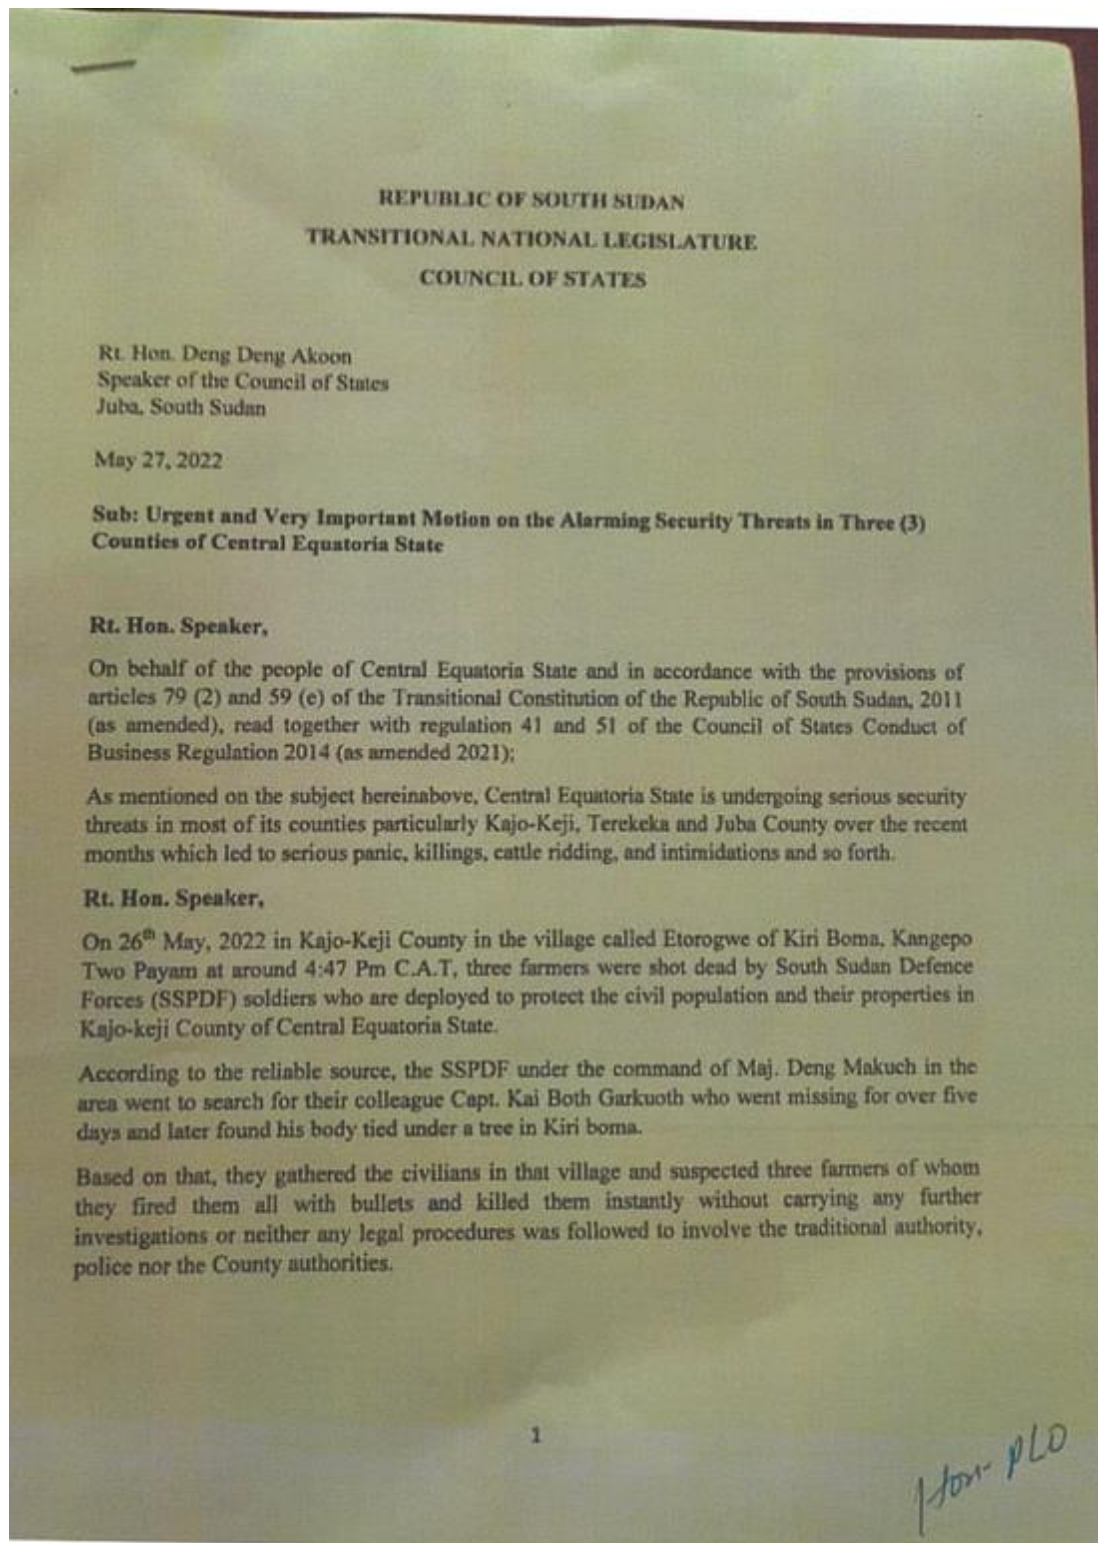 REPUBLIC OF SOUTH SUDAN
TRANSITIONAL NATIONAL LEGISLATURE
COUNCIL OF STATES
Rt. Hon. Deng Deng Akoon
Speaker of the Council of States
Juba, South Sudan
May 27, 2022
Sub: Urgent and Very Important Motion on the Alarming Security Threats in Three (3)
Counties of Central Equatoria State
Rt. Hon. Speaker,
On behalf of the people of Central Equatoria State and in accordance with the provisions of
articles 79 (2) and 59 (e) of the Transitional Constitution of the Republic of South Sudan, 2011
(as amended), read together with regulation 41 and 51 of the Council of States Conduct of
Business Regulation 2014 (as amended 2021);
As mentioned on the subject hereinabove, Central Equatoria State is undergoing serious security
threats in most of its counties particularly Kajo-Keji, Terekeka and Juba County over the recent
months which led to serious panic, killings, cattle ridding, and intimidations and so forth.
Rt. Hon. Speaker,
On 26th May, 2022 in Kajo-Keji County in the village called Etorogwe of Kiri Boma, Kangepo
Two Payam at around 4:47 Pm C.A.T, three farmers were shot dead by South Sudan Defence
Forces (SSPDF) soldiers who are deployed to protect the civil population and their properties in
Kajo-keji County of Central Equatoria State.
According to the reliable source, the SSPDF under the command of Maj. Deng Makuch in the
area went to search for their colleague Capt. Kai Both Garkuoth who went missing for over five
days and later found his body tied under a tree in Kiri boma.
Based on that, they gathered the civilians in that village and suspected three farmers of whom
they fired them all with bullets and killed them instantly without carrying any further
investigations or neither any legal procedures was followed to involve the traditional authority,
police nor the County authorities.
1
Hon-